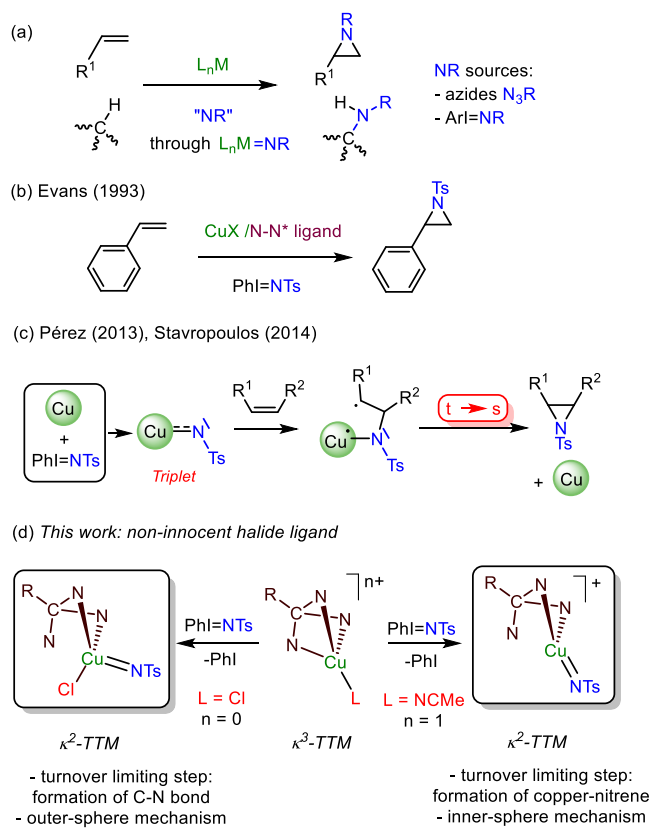 (a)
R¹
H
C
LₙM
"NR"
through LₙM=NR
R
N
R¹
H
N
R
C
NR sources:
- azides N₃R
- ArI=NR
(b) Evans (1993)
CuX /N-N* ligand
PhI=NTs
Ts
N
(c) Pérez (2013), Stavropoulos (2014)
Cu
+
PhI=NTs
Cu
N
Ts
Triplet
R¹
R²
R¹
R²
Cu
N
Ts
t → s
R¹
R²
N
Ts
+ Cu
(d) This work: non-innocent halide ligand
R
N
C
N
N
Cu
NTs
Cl
κ²-TTM
PhI=NTs
-PhI
L = Cl
n = 0
R
N
C
N
N
Cu
L
n+
κ³-TTM
PhI=NTs
-PhI
L = NCMe
n = 1
R
N
C
N
N
Cu
NTs
+
κ²-TTM
- turnover limiting step:
formation of C-N bond
- outer-sphere mechanism
- turnover limiting step:
formation of copper-nitrene
- inner-sphere mechanism